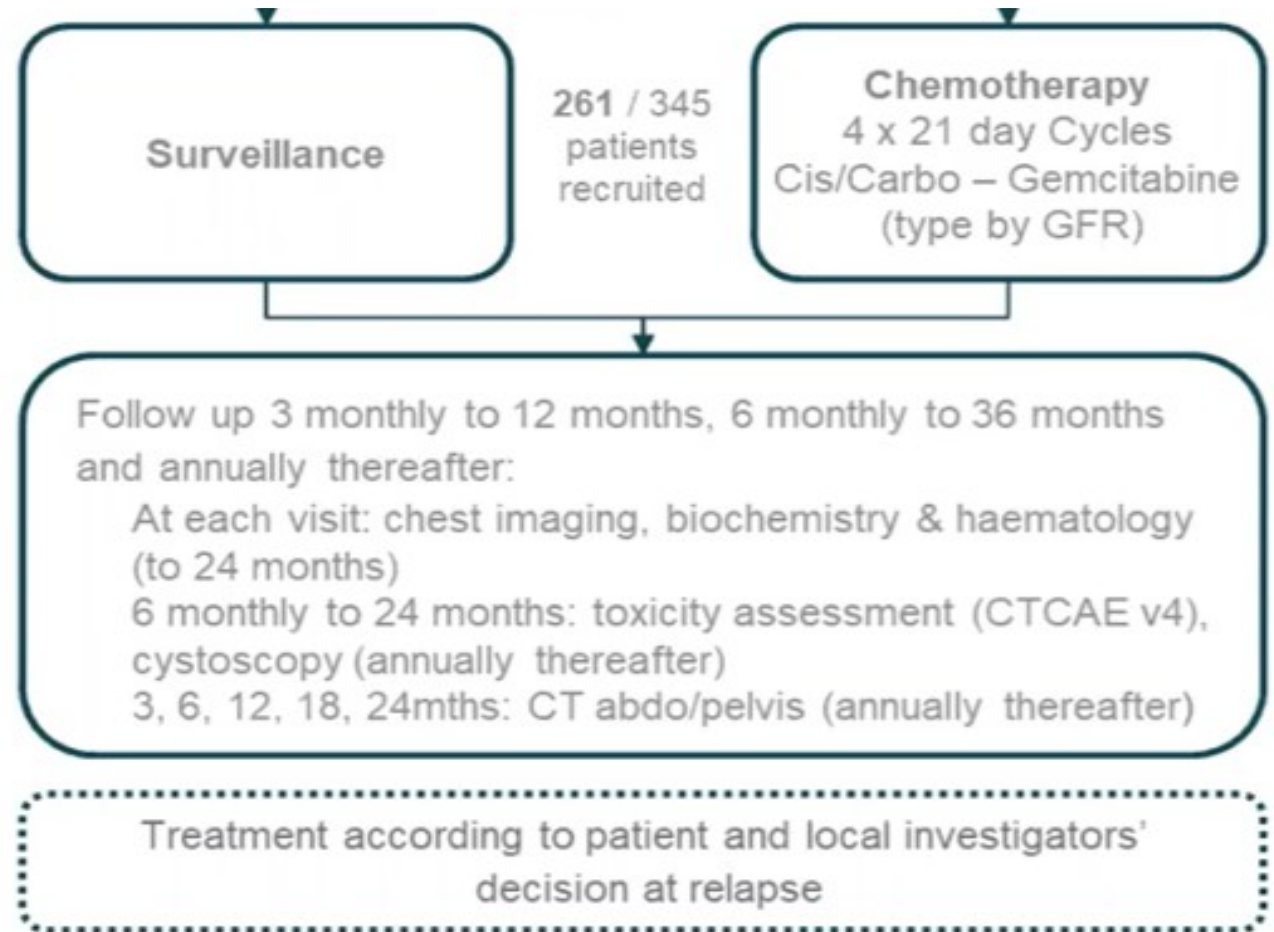 Surveillance
261 / 345
patients
recruited
Chemotherapy
4 x 21 day Cycles
Cis/Carbo – Gemcitabine
(type by GFR)
Follow up 3 monthly to 12 months, 6 monthly to 36 months
and annually thereafter:
At each visit: chest imaging, biochemistry & haematology
(to 24 months)
6 monthly to 24 months: toxicity assessment (CTCAE v4),
cystoscopy (annually thereafter)
3, 6, 12, 18, 24mths: CT abdo/pelvis (annually thereafter)
Treatment according to patient and local investigators’
decision at relapse